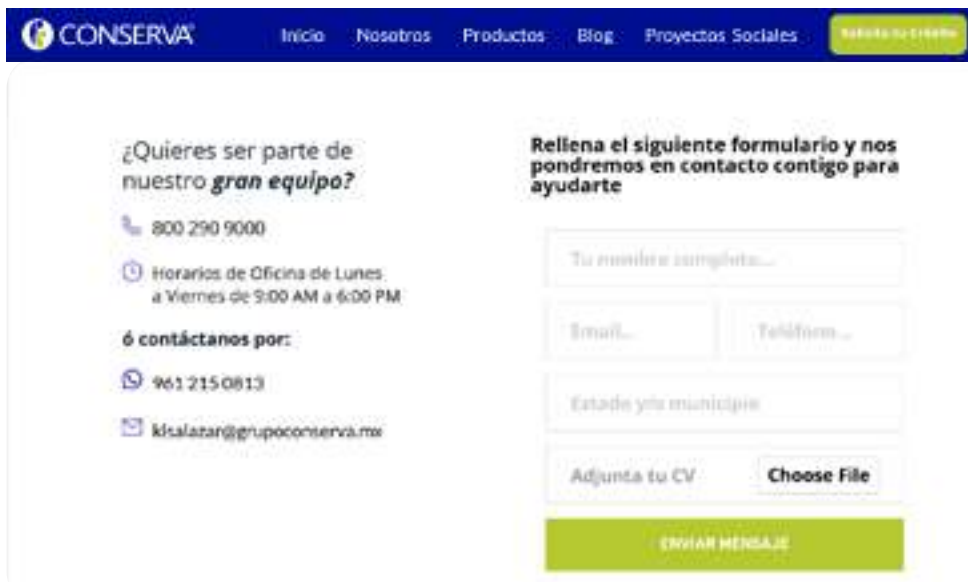 CONSERVA
Inicio Nosotros Productos Blog Proyectos Sociales Solicita tu Crédito
¿Quieres ser parte de
nuestro gran equipo?
800 290 9000
Horarios de Oficina de Lunes
a Viernes de 9:00 AM a 6:00 PM
ó contáctanos por:
961 215 0813
klsalazar@grupoconserva.mx
Rellena el siguiente formulario y nos
pondremos en contacto contigo para
ayudarte
Tu nombre completo...
Email... Teléfono...
Estado y/o municipio
Adjunta tu CV Choose File
ENVIAR MENSAJE